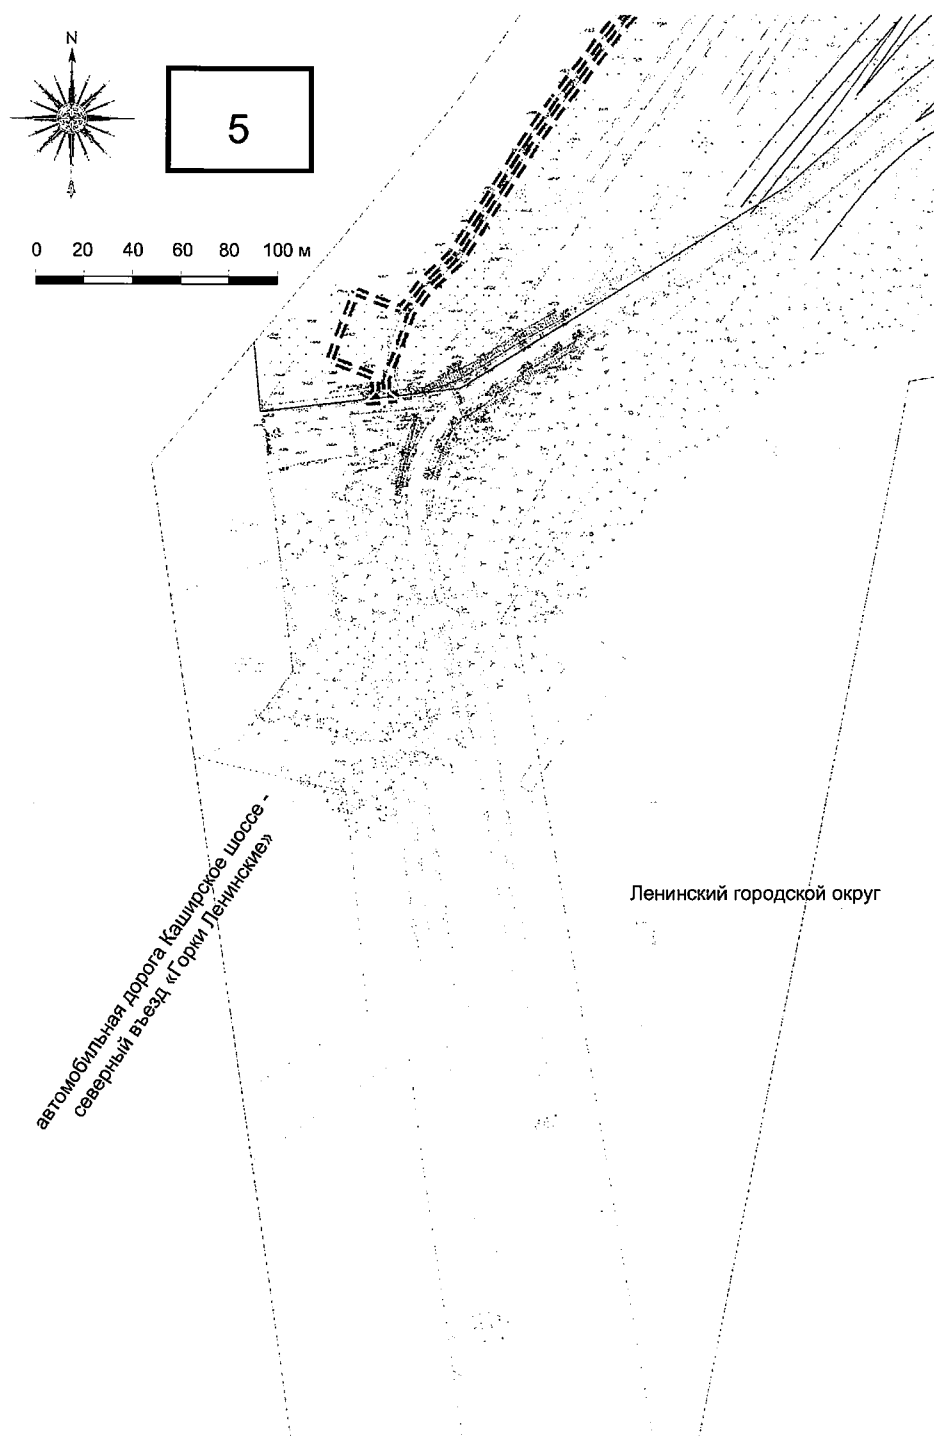 N
5
0 20 40 60 80 100 м
автомобильная дорога Каширское шоссе -
северный въезд «Горки Ленинские»
Ленинский городской округ